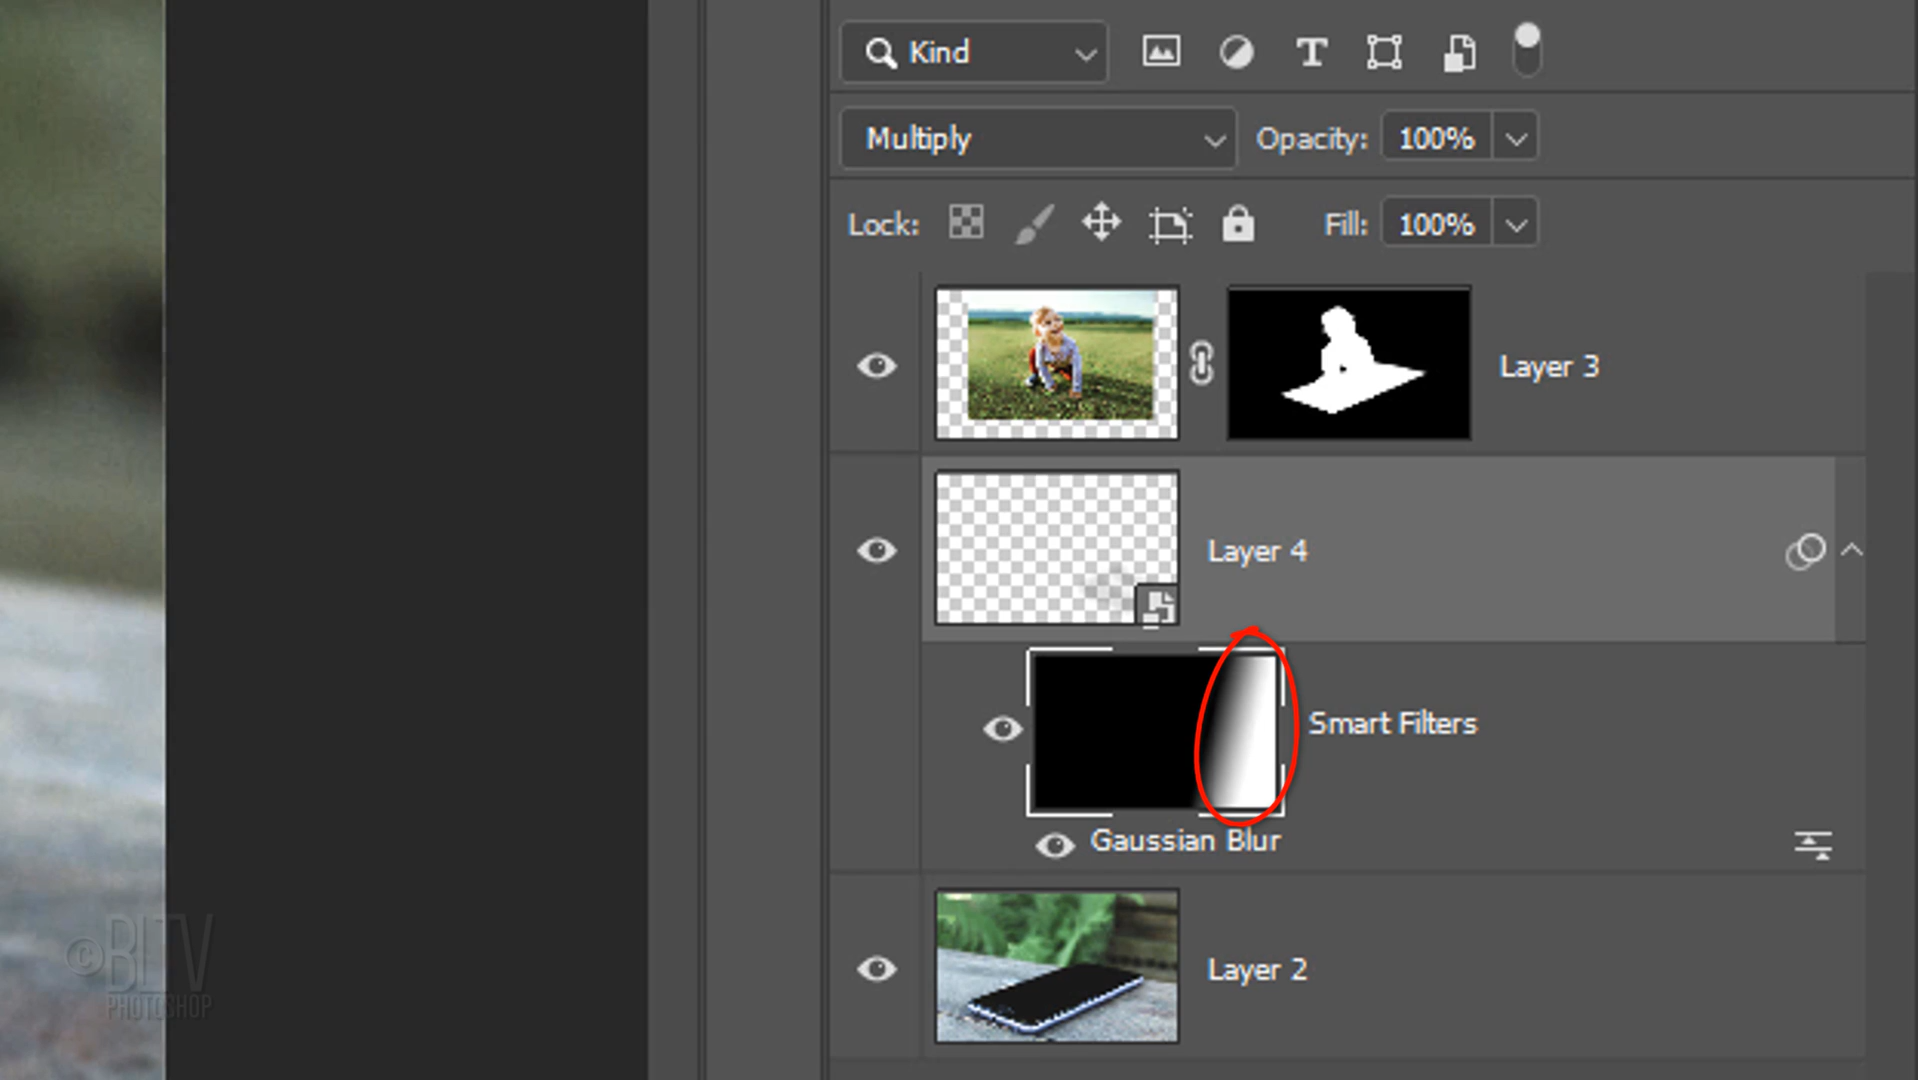 Kind
Multiply
Opacity: 100%
Lock:
Fill: 100%
Layer 3
Layer 4
Smart Filters
Gaussian Blur
Layer 2
©BLTV
PHOTOSHOP